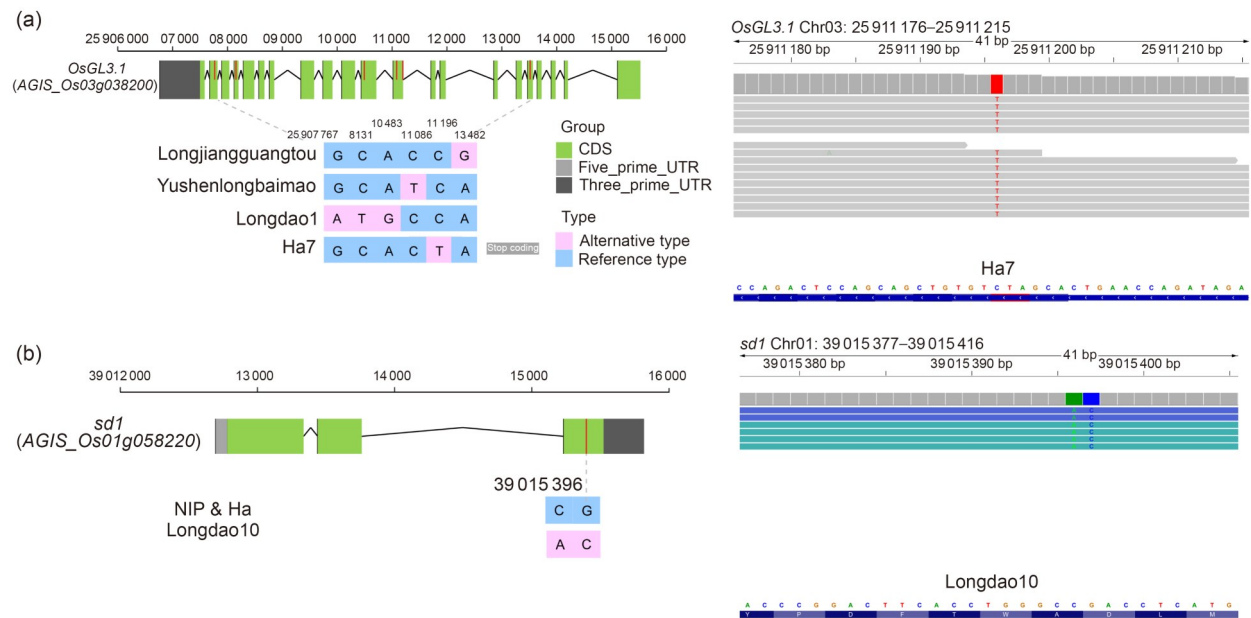 (a)
25 906 000 07 000 08 000 09 000 10 000 11 000 12 000 13 000 14 000 15 000 16 000
OsGL3.1
(AGIS_Os03g038200)
10 483 11 196
25 907 767 8131 11 086 13 482
Longjiangguangtou G C A C C G
Yushenlongbaimao G C A T C A
Longdao1 A T G C C A
Ha7 G C A C T A Stop coding
Group
CDS
Five_prime_UTR
Three_prime_UTR
Type
Alternative type
Reference type
OsGL3.1 Chr03: 25 911 176–25 911 215
41 bp
25 911 180 bp 25 911 190 bp 25 911 200 bp 25 911 210 bp
T
T
T
T
T
T
T
T
T
T
T
T
T
Ha7
C C A G A C T C C A G C A G C T G T G T C T A G C A C T G A A C C A G A T A G A
(b)
39 012 000 13 000 14 000 15 000 16 000
sd1
(AGIS_Os01g058220)
39 015 396
NIP & Ha C G
Longdao10 A C
sd1 Chr01: 39 015 377–39 015 416
41 bp
39 015 380 bp 39 015 390 bp 39 015 400 bp
A C
A C
A C
A C
A C
A C
Longdao10
A C C C G G A C T T C A C C T G G G C C G A C C T C A T G
Y P D F T W A D L M